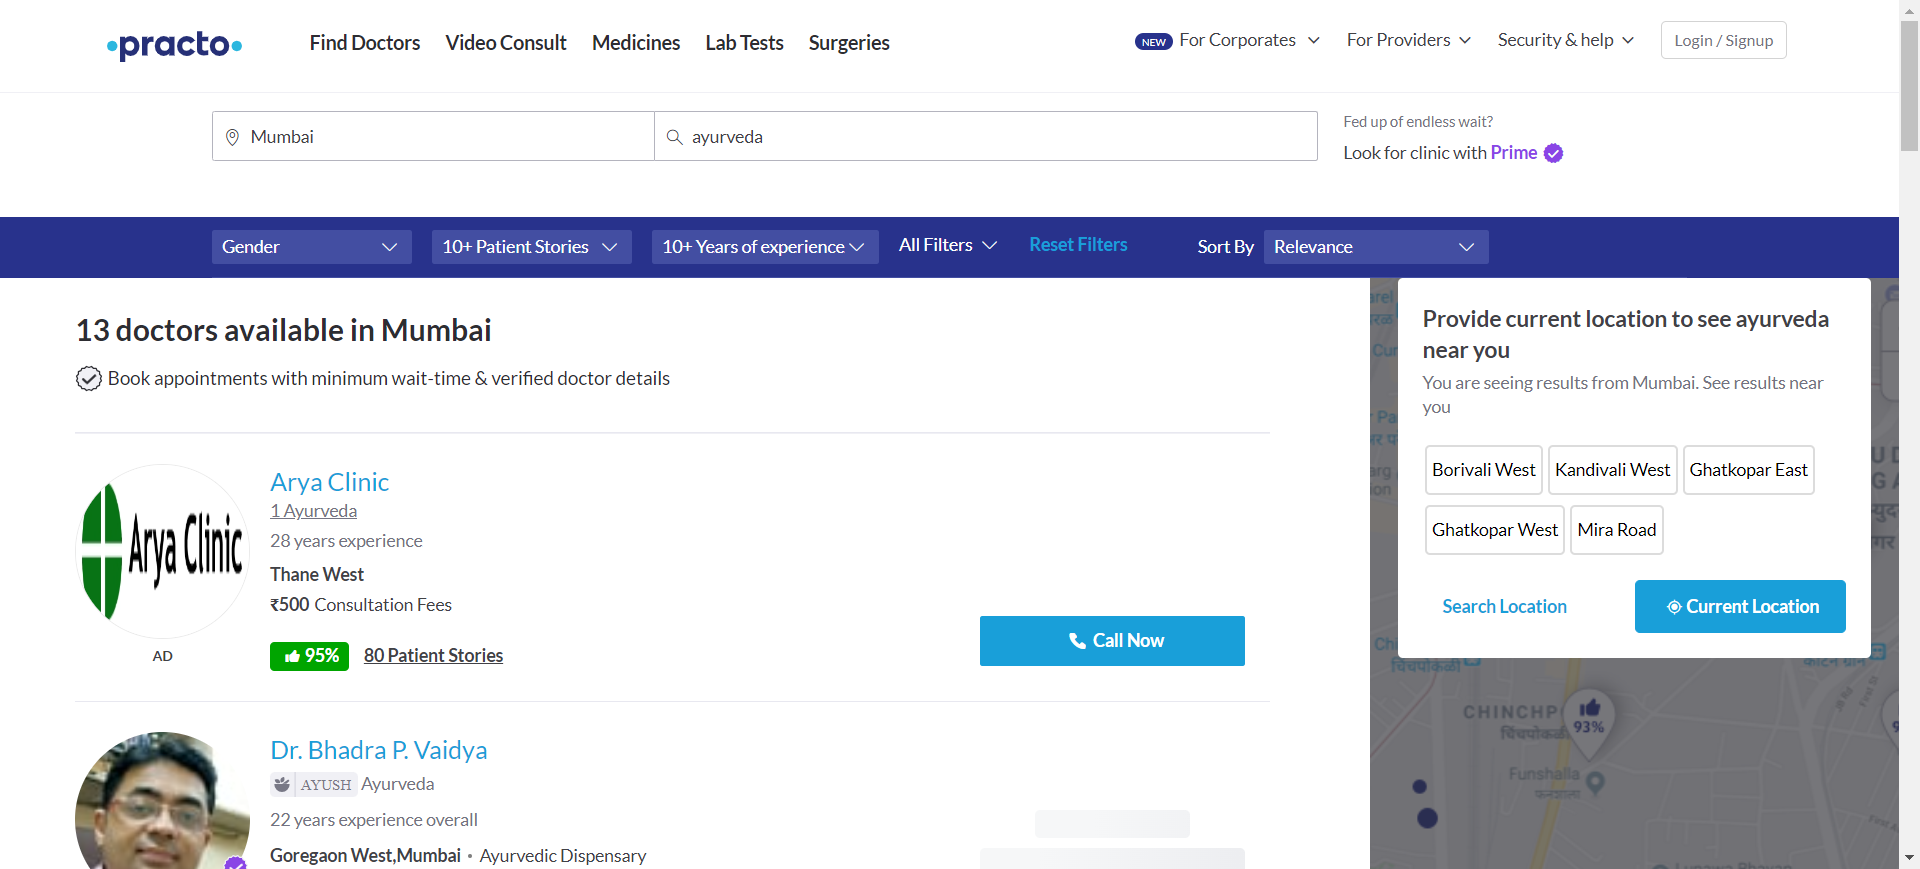 practo
Find Doctors
Video Consult
Medicines
Lab Tests
Surgeries
NEW For Corporates
For Providers
Security & help
Login / Signup
Mumbai
ayurveda
Fed up of endless wait?
Look for clinic with Prime
Gender
10+ Patient Stories
10+ Years of experience
All Filters
Reset Filters
Sort By
Relevance
13 doctors available in Mumbai
Book appointments with minimum wait-time & verified doctor details
Arya Clinic
AD
Arya Clinic
1 Ayurveda
28 years experience
Thane West
₹500 Consultation Fees
95%
80 Patient Stories
Call Now
Dr. Bhadra P. Vaidya
AYUSH Ayurveda
22 years experience overall
Goregaon West,Mumbai • Ayurvedic Dispensary
Provide current location to see ayurveda
near you
You are seeing results from Mumbai. See results near
you
Borivali West
Kandivali West
Ghatkopar East
Ghatkopar West
Mira Road
Search Location
Current Location
CHINCHP
चिंचपोकळी
93%
Funshalla
फनशाला